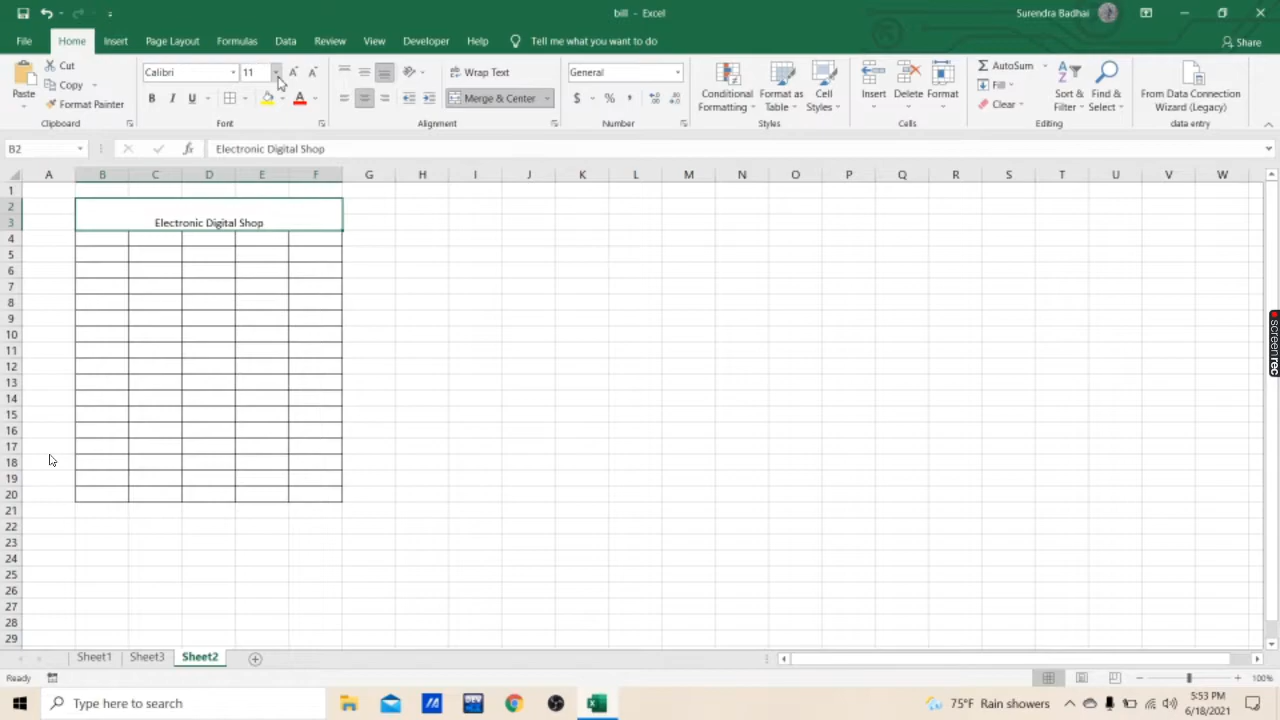 bill - Excel
Surendra Badhai
File Home Insert Page Layout Formulas Data Review View Developer Help Tell me what you want to do Share
Paste
Cut
Copy
Format Painter
Clipboard
Calibri 11
B I U A
Font
Wrap Text
Merge & Center
Alignment
General
$ % ,
Number
Conditional Formatting
Format as Table
Cell Styles
Styles
Insert Delete Format
Cells
AutoSum
Fill
Clear
Sort & Filter
Find & Select
Editing
From Data Connection Wizard (Legacy)
data entry
B2 fx Electronic Digital Shop
A B C D E F G H I J K L M N O P Q R S T U V W
1
2
3 Electronic Digital Shop
4
5
6
7
8
9
10
11
12
13
14
15
16
17
18
19
20
21
22
23
24
25
26
27
28
29
screenrec
Sheet1 Sheet3 Sheet2
Ready 100%
Type here to search
75°F Rain showers
5:53 PM
6/18/2021